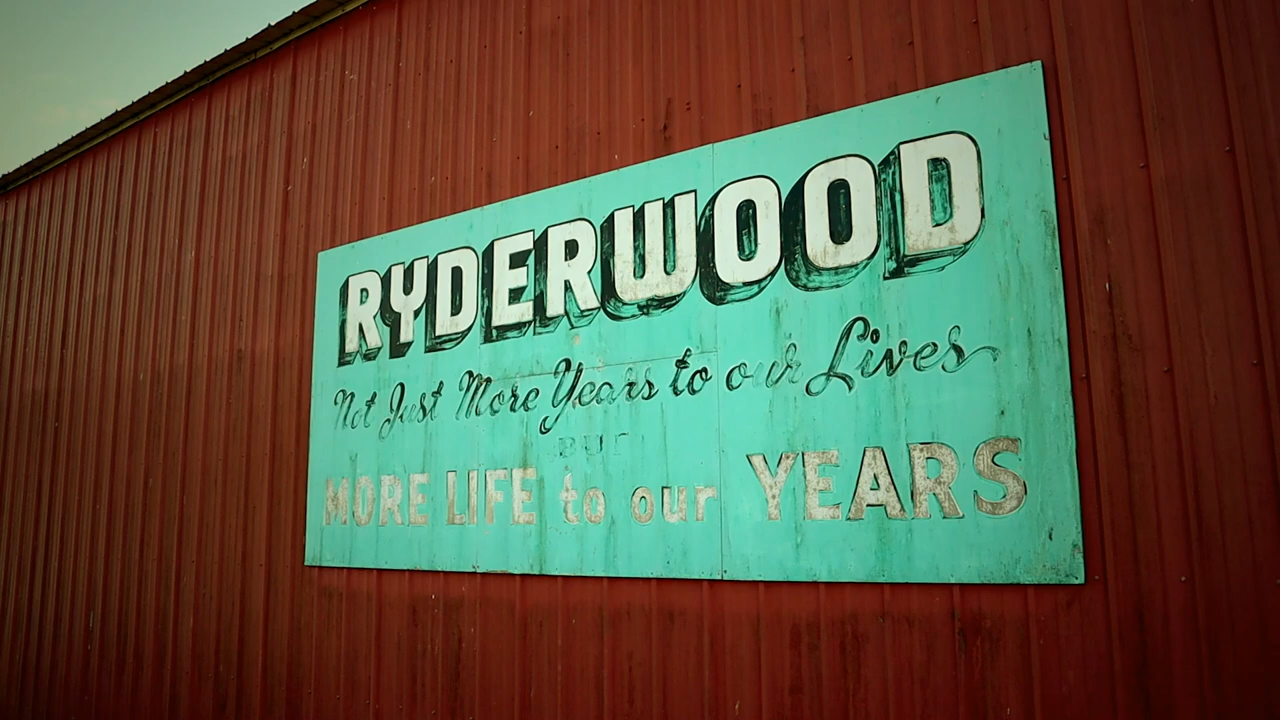 RYDERWOOD
Not Just More Years to our Lives
BUT
MORE LIFE to our YEARS